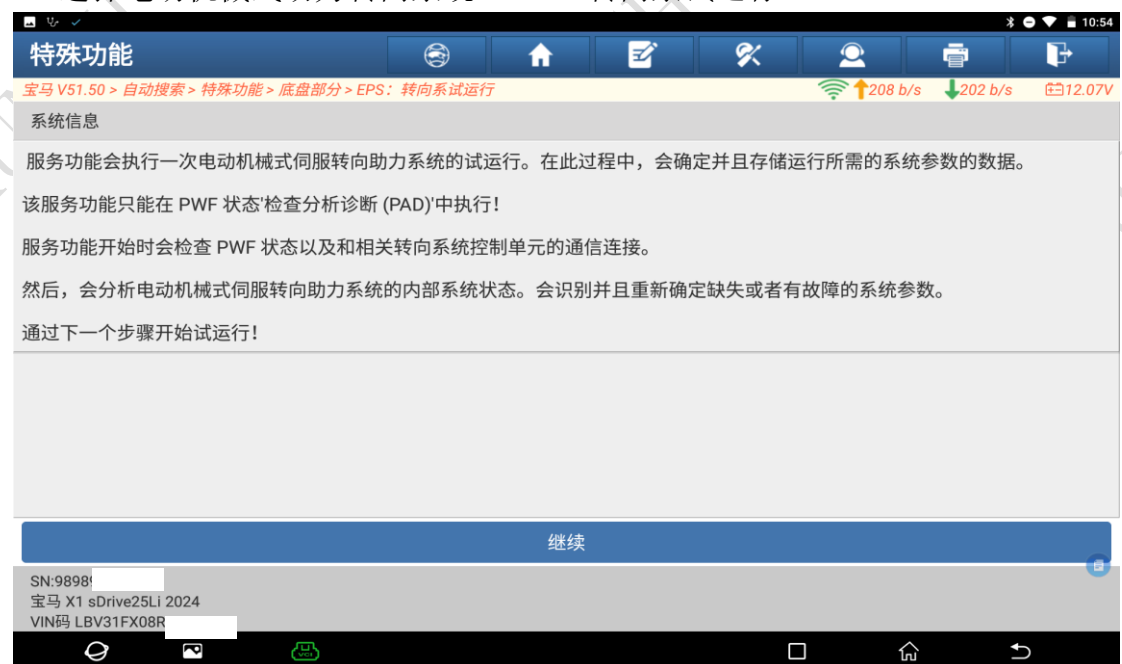 10:54
特殊功能
宝马 V51.50 > 自动搜索 > 特殊功能 > 底盘部分 > EPS：转向系试运行
208 b/s
202 b/s
12.07V
系统信息
服务功能会执行一次电动机械式伺服转向助力系统的试运行。在此过程中，会确定并且存储运行所需的系统参数的数据。
该服务功能只能在 PWF 状态'检查分析诊断 (PAD)'中执行！
服务功能开始时会检查 PWF 状态以及和相关转向系统控制单元的通信连接。
然后，会分析电动机械式伺服转向助力系统的内部系统状态。会识别并且重新确定缺失或者有故障的系统参数。
通过下一个步骤开始试运行！
继续
SN:9898
宝马 X1 sDrive25Li 2024
VIN码 LBV31FX08R
VCI